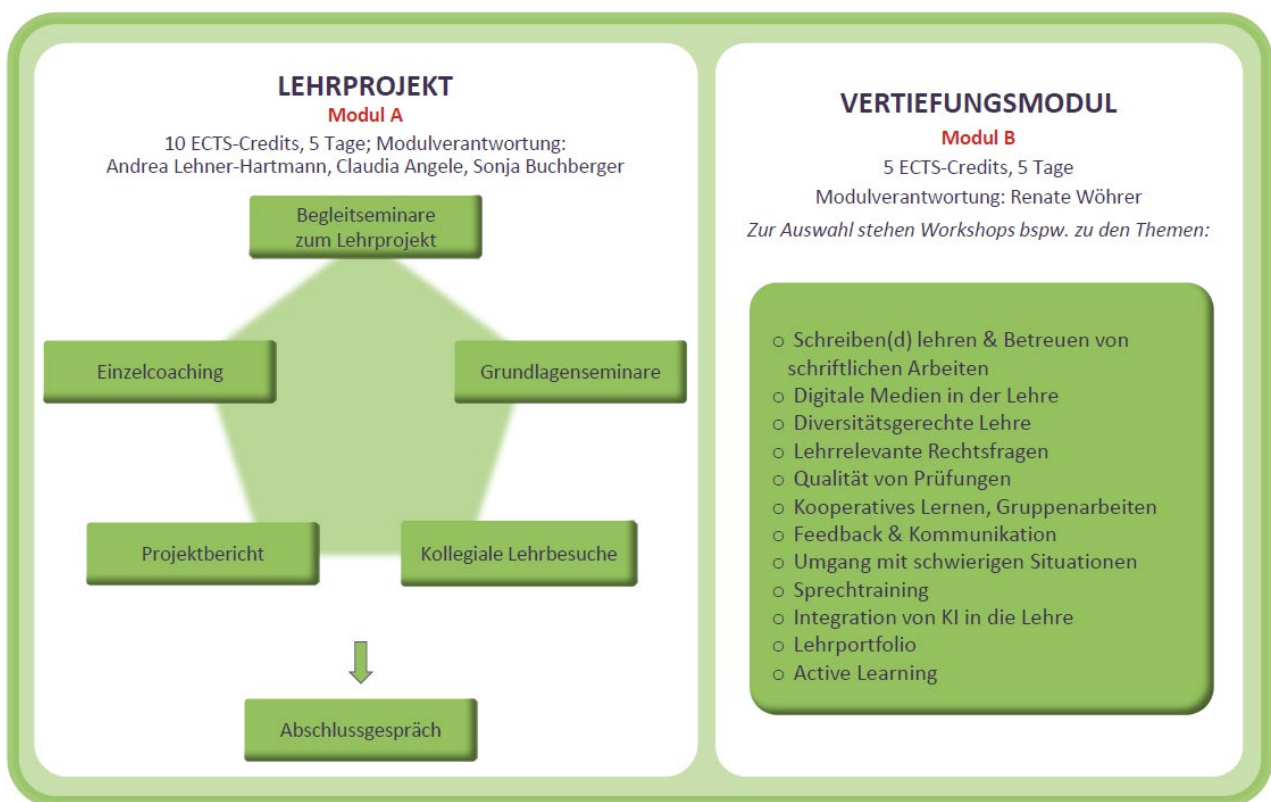 LEHRPROJEKT
Modul A
10 ECTS-Credits, 5 Tage; Modulverantwortung:
Andrea Lehner-Hartmann, Claudia Angele, Sonja Buchberger
Begleitseminare
zum Lehrprojekt
Einzelcoaching
Grundlagenseminare
Projektbericht
Kollegiale Lehrbesuche
Abschlussgespräch
VERTIEFUNGSMODUL
Modul B
5 ECTS-Credits, 5 Tage
Modulverantwortung: Renate Wöhrer
Zur Auswahl stehen Workshops bspw. zu den Themen:
o Schreiben(d) lehren & Betreuen von
schriftlichen Arbeiten
o Digitale Medien in der Lehre
o Diversitätsgerechte Lehre
o Lehrrelevante Rechtsfragen
o Qualität von Prüfungen
o Kooperatives Lernen, Gruppenarbeiten
o Feedback & Kommunikation
o Umgang mit schwierigen Situationen
o Sprechtraining
o Integration von KI in die Lehre
o Lehrportfolio
o Active Learning